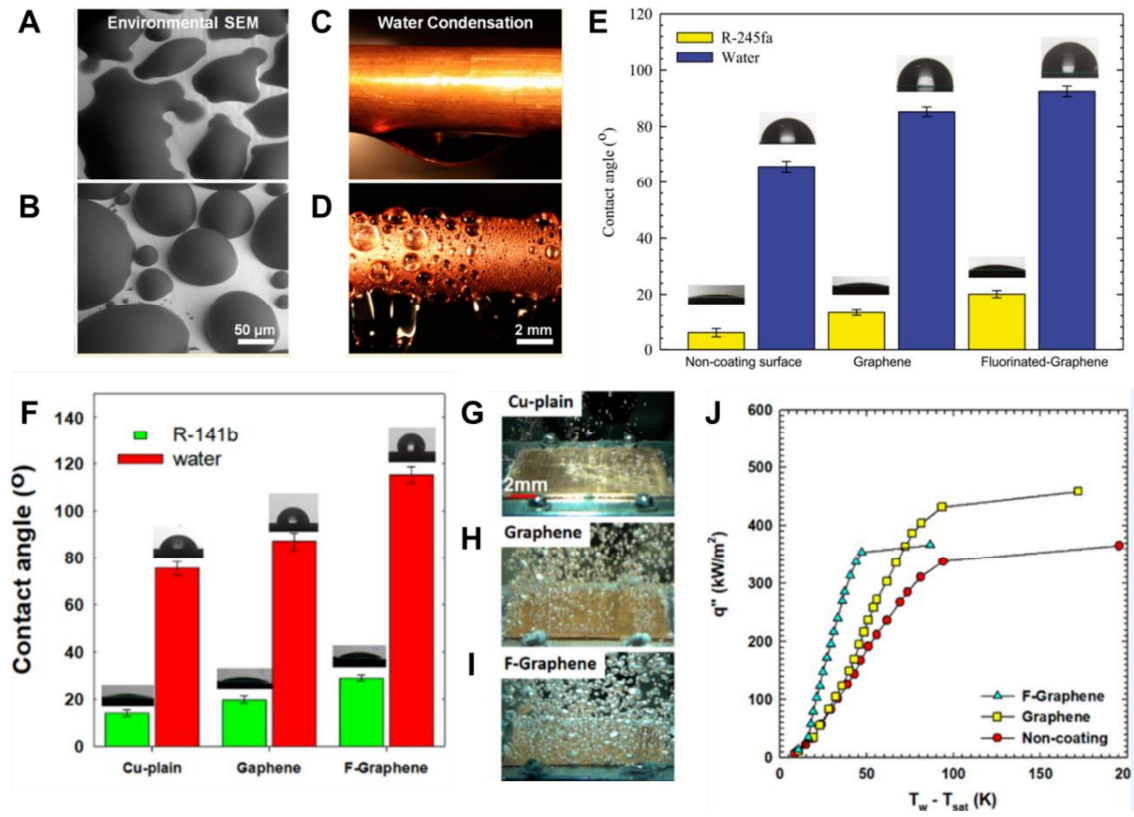 A
Environmental SEM
B
50 µm
C
Water Condensation
D
2 mm
E
R-245fa
Water
Contact angle (°)
120
100
80
60
40
20
0
Non-coating surface
Graphene
Fluorinated-Graphene
F
R-141b
water
Contact angle (°)
140
120
100
80
60
40
20
0
Cu-plain
Gaphene
F-Graphene
G
Cu-plain
2mm
H
Graphene
I
F-Graphene
J
q" (kW/m²)
600
500
400
300
200
100
0
F-Graphene
Graphene
Non-coating
0
50
100
150
20
T_w - T_sat (K)